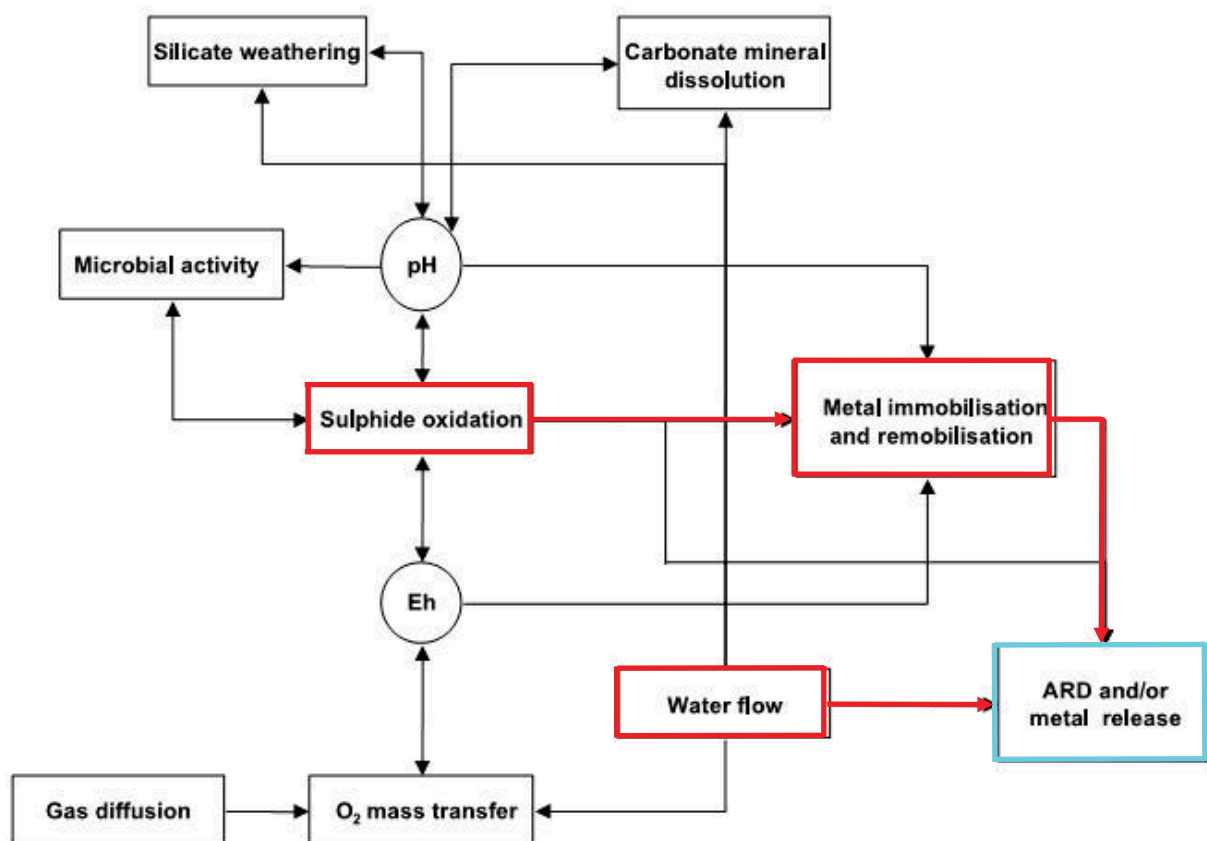 Silicate weathering
Carbonate mineral
dissolution
Microbial activity
pH
Sulphide oxidation
Metal immobilisation
and remobilisation
Eh
Water flow
ARD and/or
metal release
Gas diffusion
O₂ mass transfer